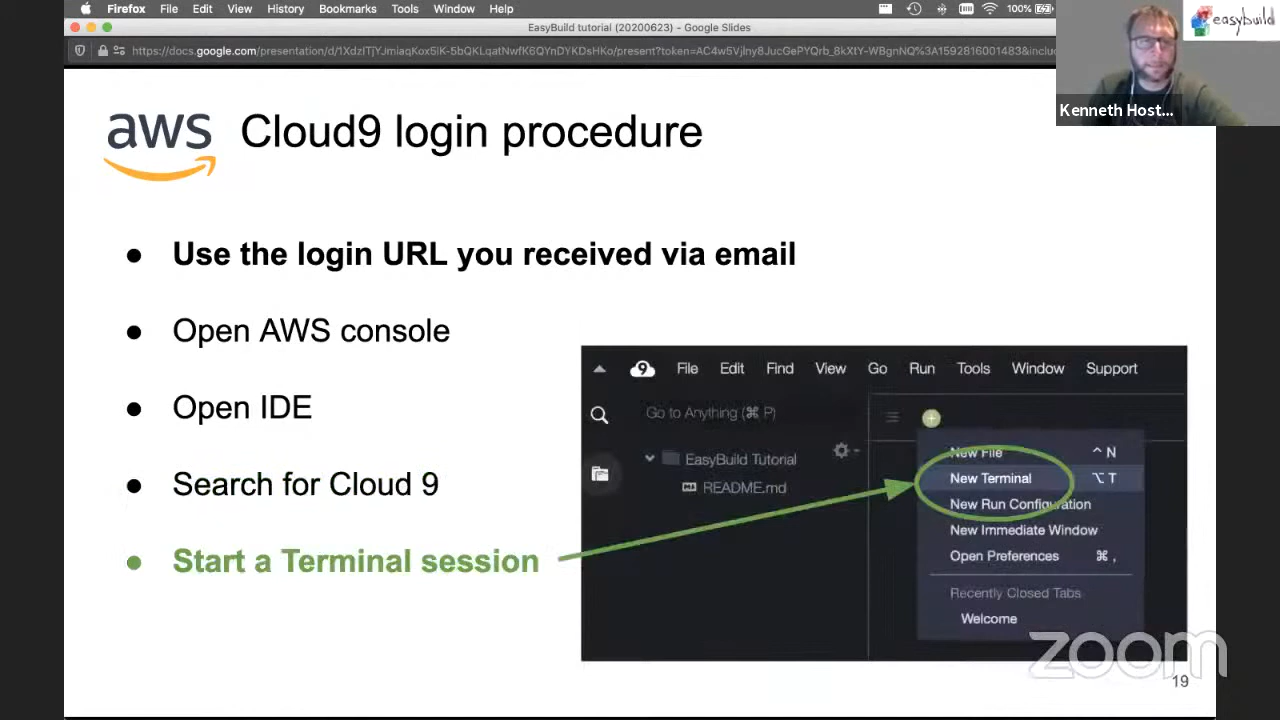 Firefox File Edit View History Bookmarks Tools Window Help 100%
EasyBuild tutorial (20200623) - Google Slides
easybuild
Kenneth Host...
aws Cloud9 login procedure
● Use the login URL you received via email
● Open AWS console
● Open IDE
● Search for Cloud 9
● Start a Terminal session
9 File Edit Find View Go Run Tools Window Support
Go to Anything (⌘ P)
EasyBuild Tutorial
README.md
New File ^ N
New Terminal ⌥ T
New Run Configuration
New Immediate Window
Open Preferences ⌘ ,
Recently Closed Tabs
Welcome
zoom
19